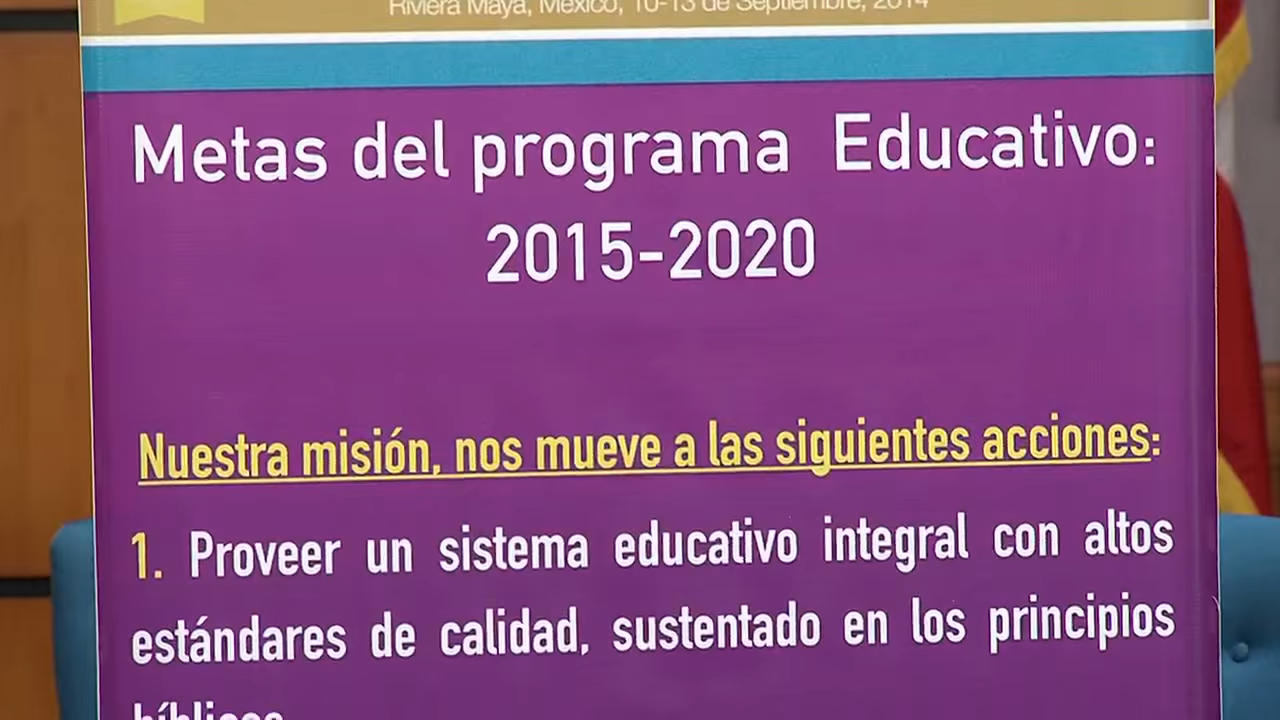 Riviera Maya, México, 10-13 de Septiembre, 2014
Metas del programa Educativo:
2015-2020
Nuestra misión, nos mueve a las siguientes acciones:
1. Proveer un sistema educativo integral con altos
estándares de calidad, sustentado en los principios